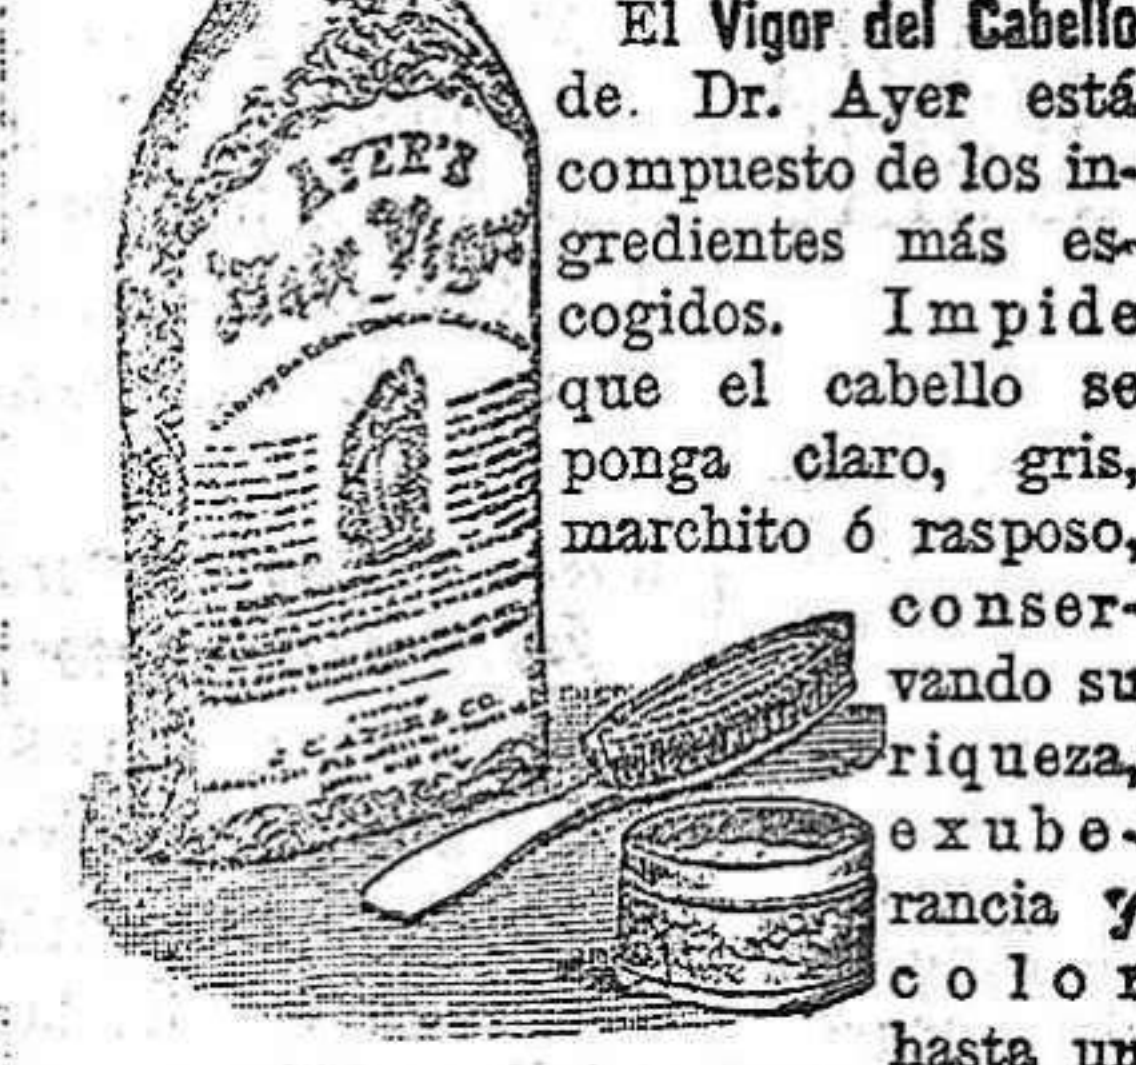 AYER'S
HAIR VIGOR
J. C. AYER & CO.
El Vigor del Cabello
de. Dr. Ayer está
compuesto de los in-
gredientes más es-
cogidos. Impide
que el cabello se
ponga claro, gris,
marchito ó rasposo,
conser-
vando su
riqueza,
exube-
rancia y
color
hasta un